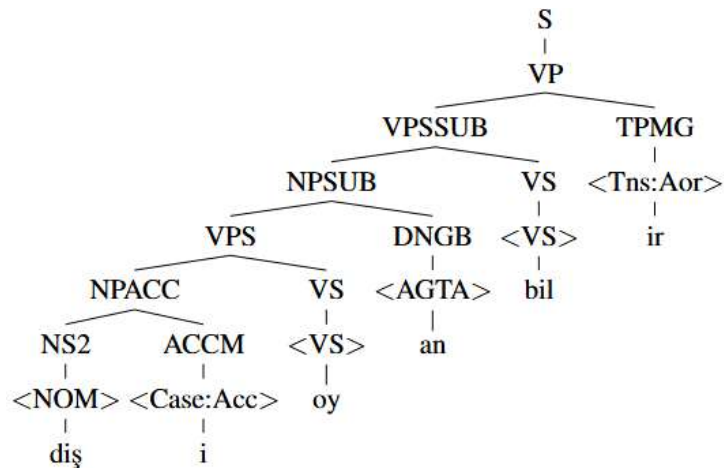 S
VP
VPSSUB TPMG
NPSUB VS <Tns:Aor>
VPS DNGB <VS> ir
NPACC VS <AGTA> bil
NS2 ACCM <VS> an
<NOM> <Case:Acc> oy
diş i